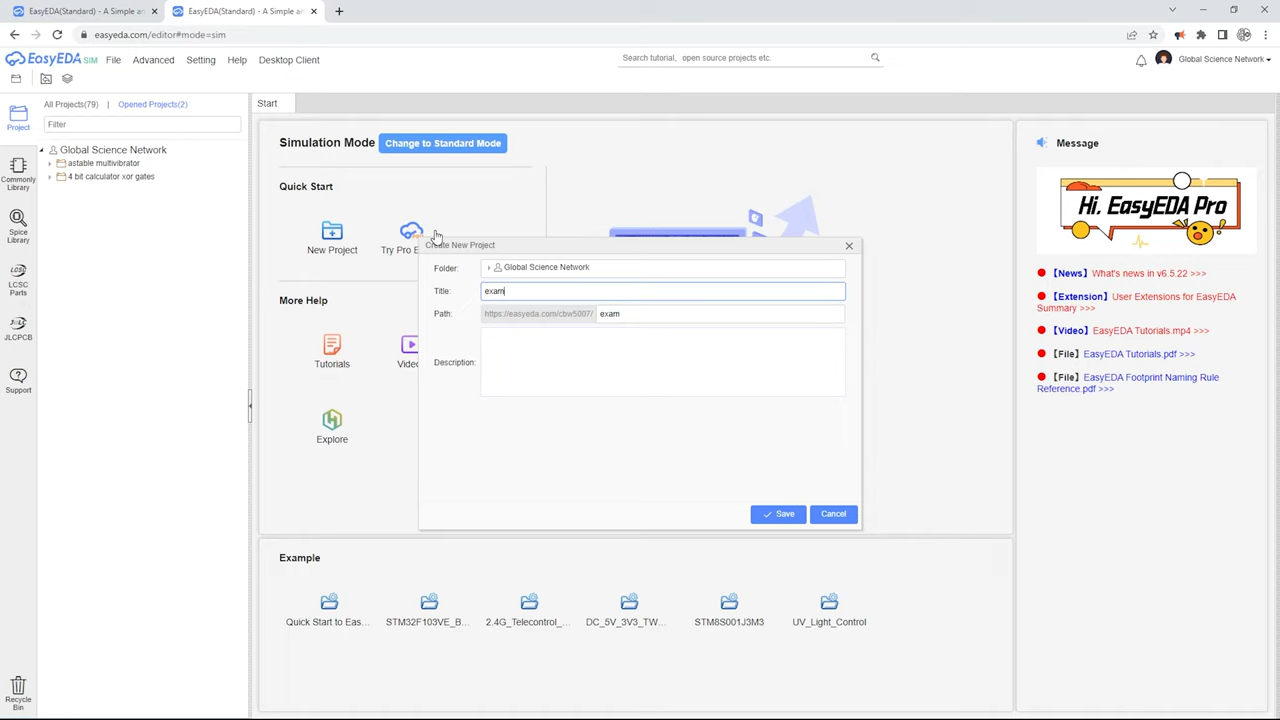 EasyEDA(Standard) - A Simple an
EasyEDA(Standard) - A Simple an
easyeda.com/editor#mode=sim
EasyEDA SIM
File
Advanced
Setting
Help
Desktop Client
Search tutorial, open source projects etc.
Global Science Network
Project
Commonly Library
Spice Library
LCSC Parts
JLCPCB
Support
Recycle Bin
All Projects(79) | Opened Projects(2)
Filter
Global Science Network
astable multivibrator
4 bit calculator xor gates
Start
Simulation Mode
Change to Standard Mode
Quick Start
New Project
Try Pro E
More Help
Tutorials
Video
Explore
Create New Project
Folder:
Global Science Network
Title:
exam
Path:
https://easyeda.com/cbw5007/
exam
Description:
Save
Cancel
Example
Quick Start to Eas...
STM32F103VE_B...
2.4G_Telecontrol_...
DC_5V_3V3_TW...
STM8S001J3M3
UV_Light_Control
Message
Hi, EasyEDA Pro
【News】What's news in v6.5.22 >>>
【Extension】User Extensions for EasyEDA
Summary >>>
【Video】EasyEDA Tutorials.mp4 >>>
【File】EasyEDA Tutorials.pdf >>>
【File】EasyEDA Footprint Naming Rule
Reference.pdf >>>